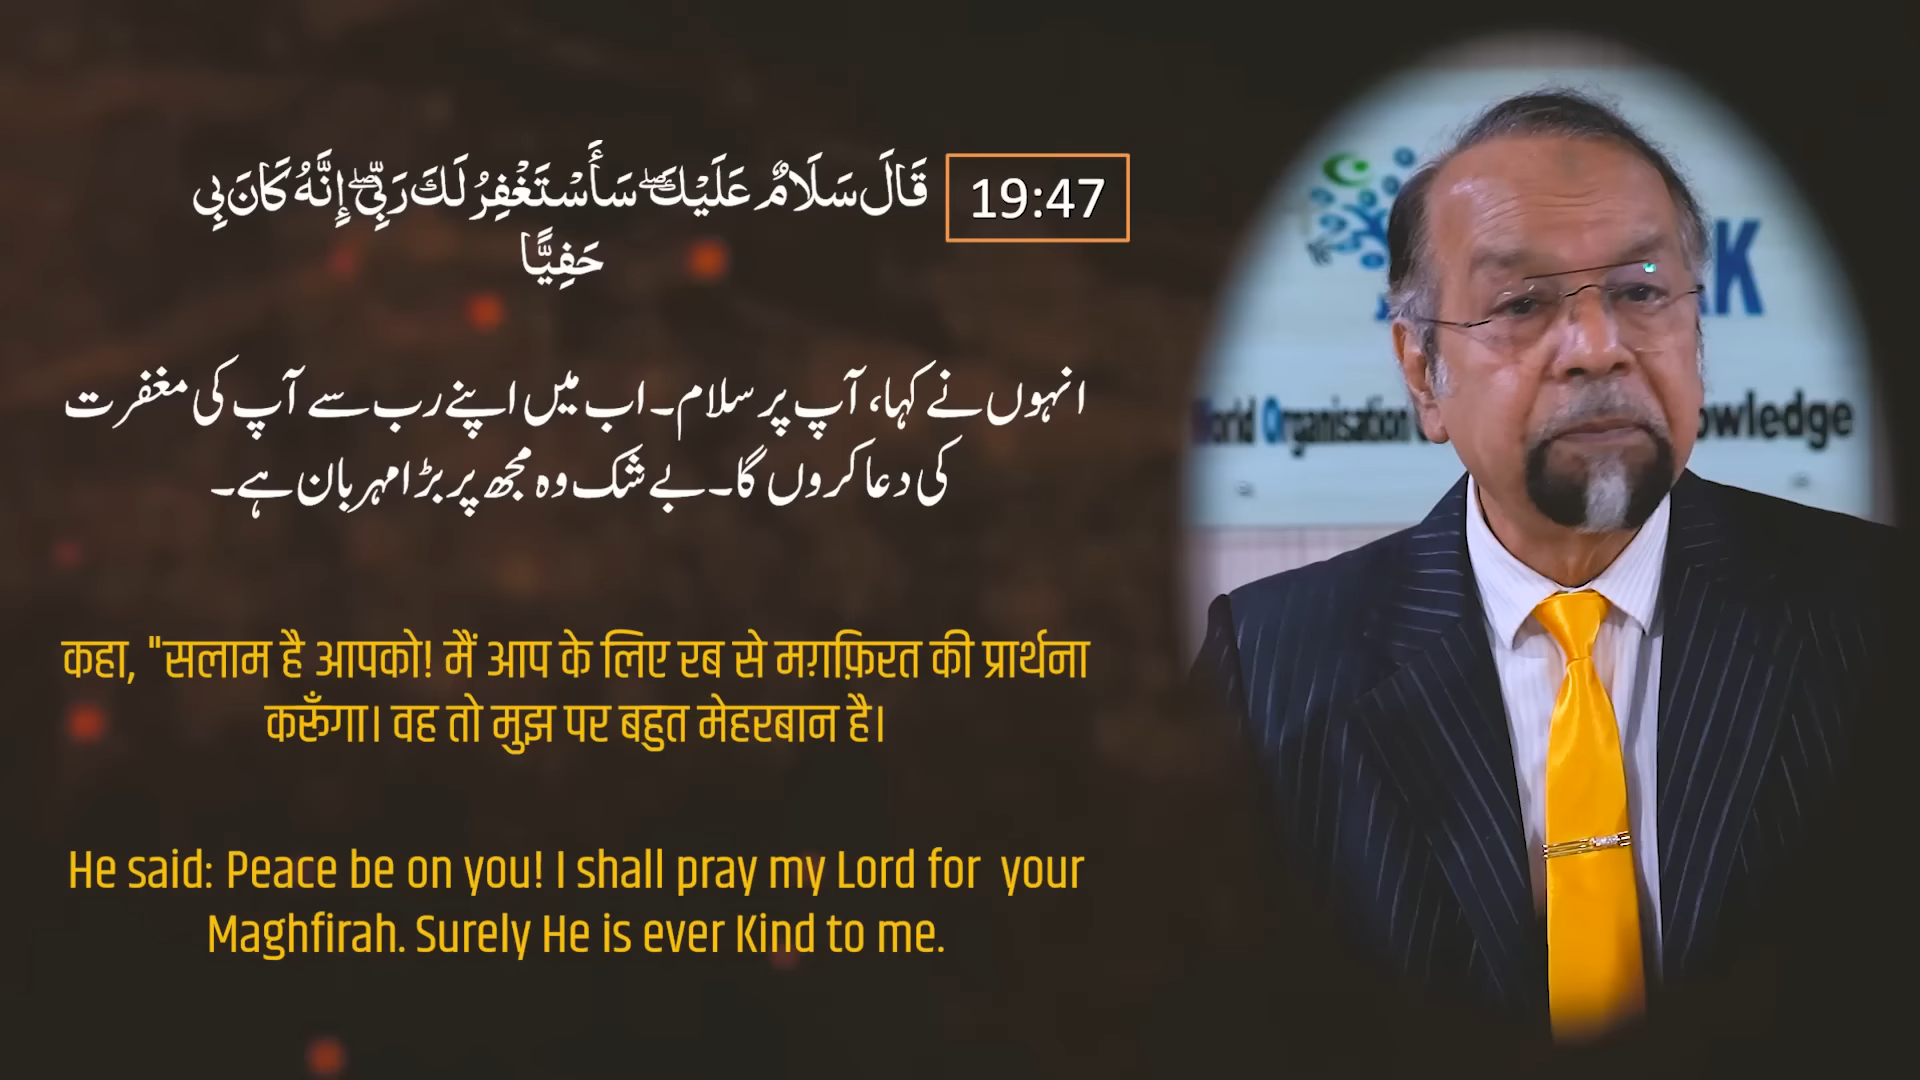 قَالَ سَلَامٌ عَلَيْكَ ۖ سَأَسْتَغْفِرُ لَكَ رَبِّي ۖ إِنَّهُ كَانَ بِي
حَفِيًّا
19:47
انہوں نے کہا، آپ پر سلام۔ اب میں اپنے رب سے آپ کی مغفرت
کی دعا کروں گا۔ بے شک وہ مجھ پر بڑا مہربان ہے۔
कहा, "सलाम है आपको! मैं आप के लिए रब से मग़फ़िरत की प्रार्थना
करूँगा। वह तो मुझ पर बहुत मेहरबान है।
He said: Peace be on you! I shall pray my Lord for your
Maghfirah. Surely He is ever Kind to me.
K
World Organisation owledge